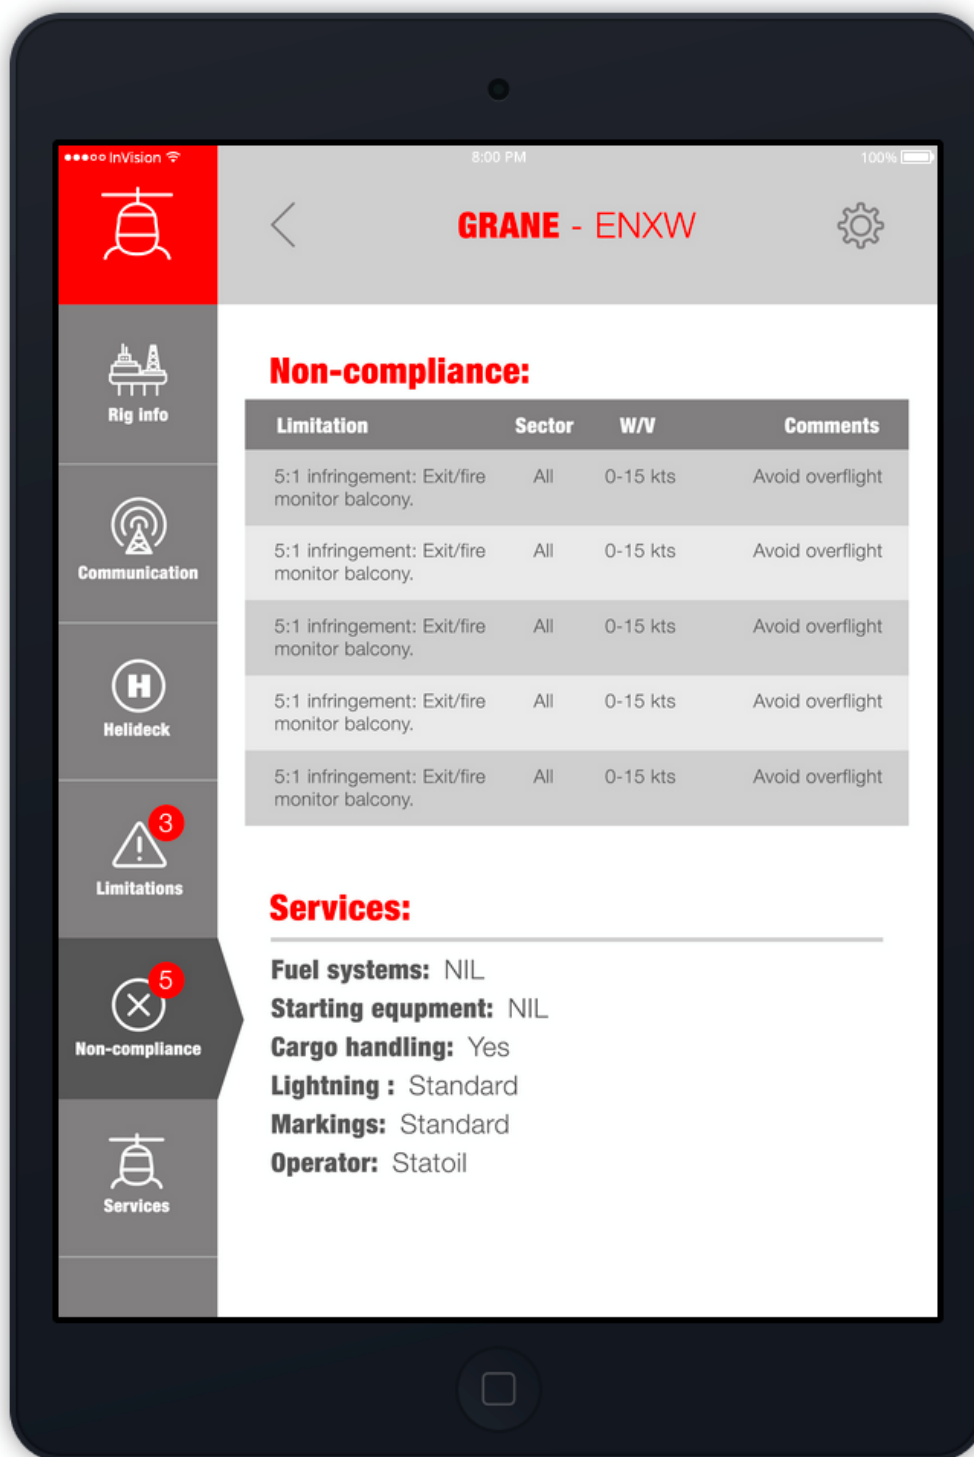 InVision 8:00 PM 100%
GRANE - ENXW
Rig info
Communication
Helideck
3
Limitations
5
Non-compliance
Services
Non-compliance:
Limitation Sector W/V Comments
5:1 infringement: Exit/fire All 0-15 kts Avoid overflight
monitor balcony.
5:1 infringement: Exit/fire All 0-15 kts Avoid overflight
monitor balcony.
5:1 infringement: Exit/fire All 0-15 kts Avoid overflight
monitor balcony.
5:1 infringement: Exit/fire All 0-15 kts Avoid overflight
monitor balcony.
5:1 infringement: Exit/fire All 0-15 kts Avoid overflight
monitor balcony.
Services:
Fuel systems: NIL
Starting equpment: NIL
Cargo handling: Yes
Lightning : Standard
Markings: Standard
Operator: Statoil
H